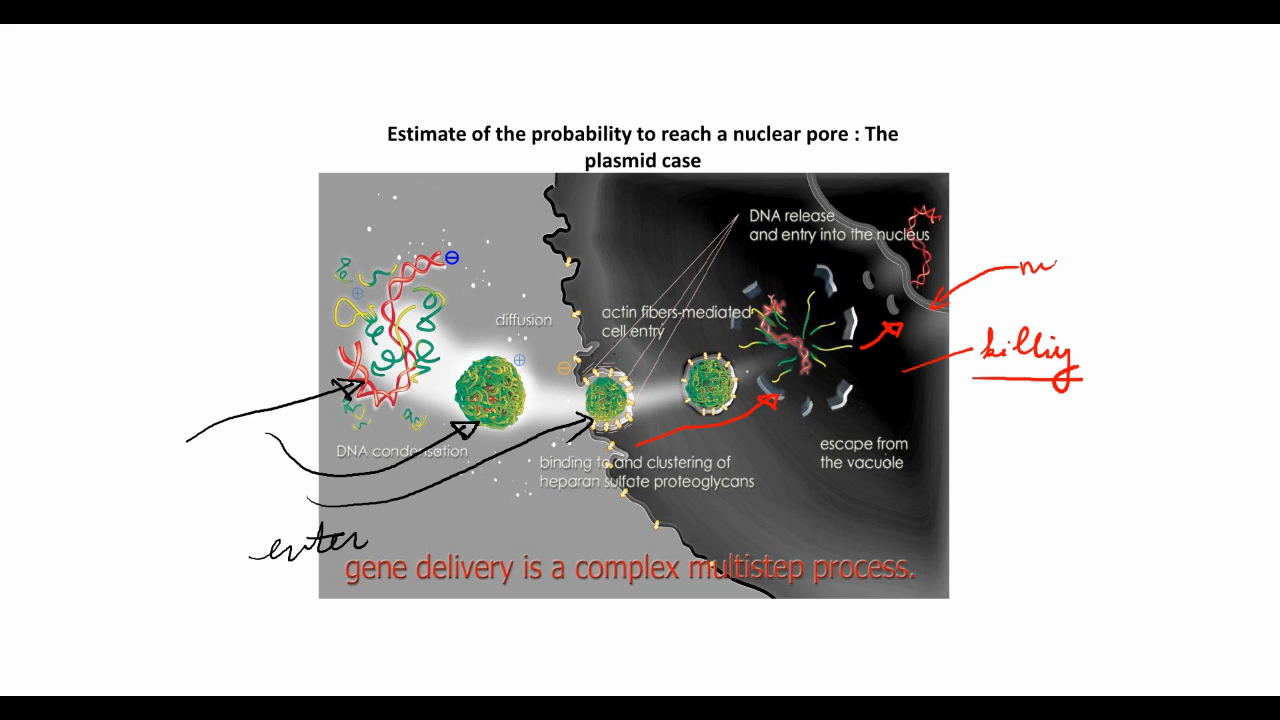 Estimate of the probability to reach a nuclear pore : The
plasmid case
DNA release
and entry into the nucleus
actin fibers-mediated
cell entry
diffusion
killing
DNA condensation
escape from
the vacuole
binding to and clustering of
heparan sulfate proteoglycans
enter
gene delivery is a complex multistep process.